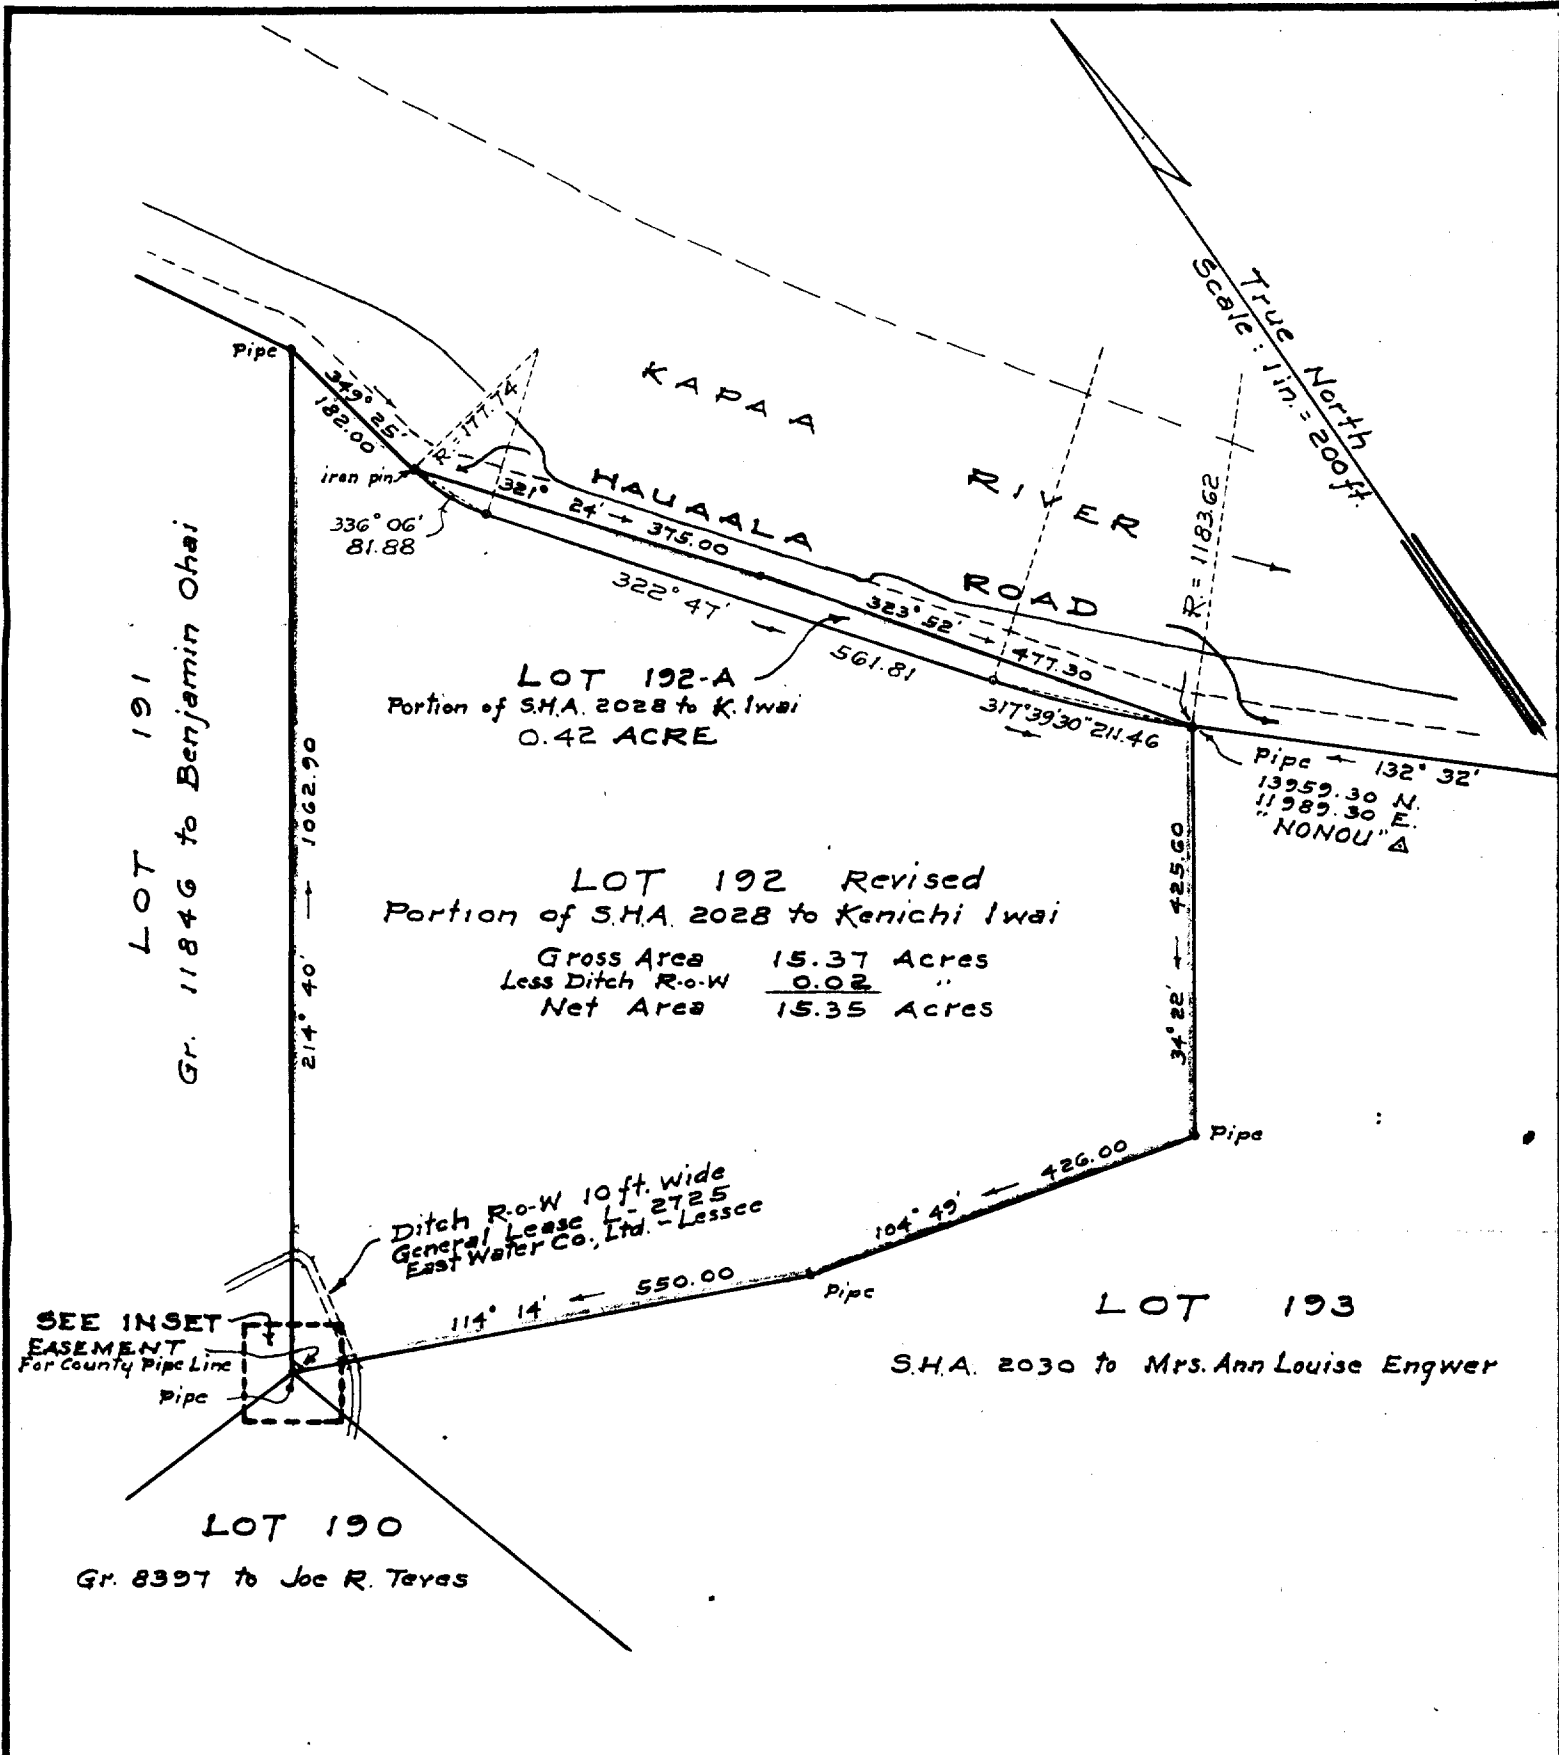 True North
Scale : 1 in. = 200 ft.
KAPAA
RIVER
HAUAALA
ROAD
Pipe
349° 25'
182.00
R = 177.74
iron pin
336° 06'
81.88
321° 24' → 375.00
322° 47'
561.81
323° 52'
477.30
R = 1183.62
317° 39' 30" 211.46
Pipe ← 132° 32'
13959.30 N.
11989.30 E.
"NONOU" △
LOT 192-A
Portion of S.H.A. 2028 to K. Iwai
0.42 ACRE
LOT 191
Gr. 11846 to Benjamin Ohai
214° 40' → 1062.90
LOT 192 Revised
Portion of S.H.A. 2028 to Kenichi Iwai
Gross Area 15.37 Acres
Less Ditch R-o-W 0.02 "
Net Area 15.35 Acres
34° 22' ← 425.60
Pipe
104° 49' ← 426.00
Pipe
114° 14' ← 550.00
Ditch R-o-W 10 ft. wide
General Lease L-2725
East Water Co., Ltd. - Lessee
SEE INSET
EASEMENT
For County Pipe Line
Pipe
LOT 193
S.H.A. 2030 to Mrs. Ann Louise Engwer
LOT 190
Gr. 8397 to Joe R. Teves